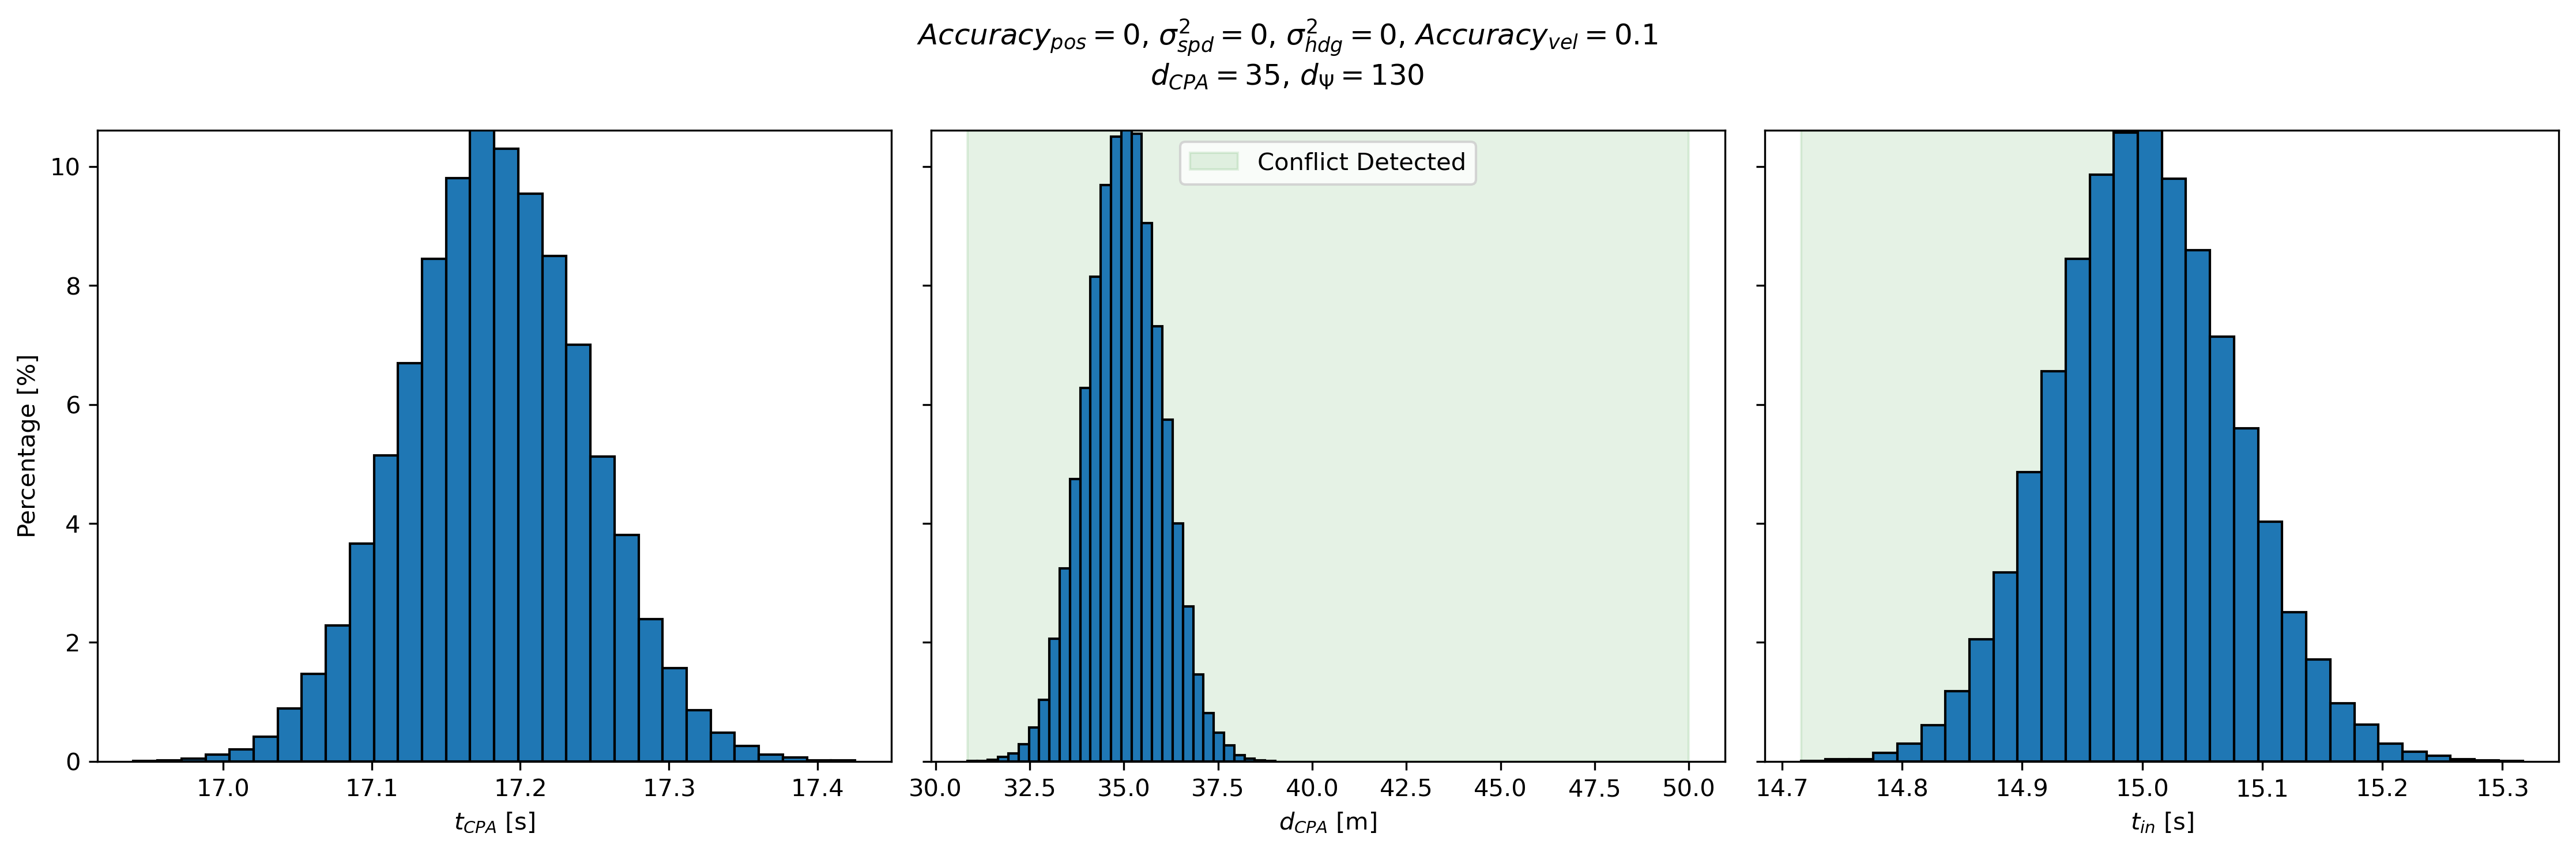 Accuracy_pos = 0, σ²_spd = 0, σ²_hdg = 0, Accuracy_vel = 0.1
d_CPA = 35, d_Ψ = 130
Percentage [%]
10
8
6
4
2
0
17.0 17.1 17.2 17.3 17.4
t_CPA [s]
Conflict Detected
30.0 32.5 35.0 37.5 40.0 42.5 45.0 47.5 50.0
d_CPA [m]
14.7 14.8 14.9 15.0 15.1 15.2 15.3
t_in [s]